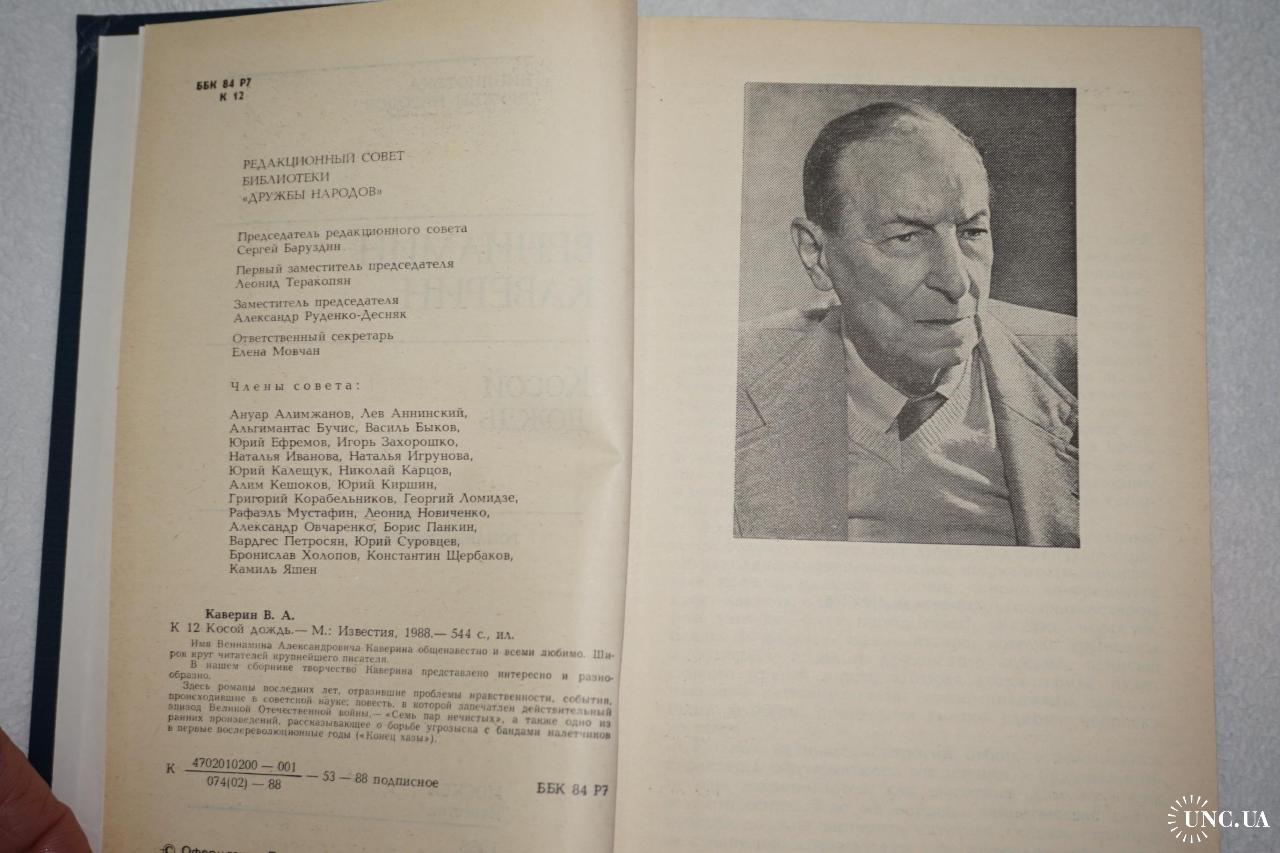 ББК 84 Р7
К 12
РЕДАКЦИОННЫЙ СОВЕТ
БИБЛИОТЕКИ
«ДРУЖБЫ НАРОДОВ»
Председатель редакционного совета
Сергей Баруздин
Первый заместитель председателя
Леонид Теракопян
Заместитель председателя
Александр Руденко-Десняк
Ответственный секретарь
Елена Мовчан
Члены совета:
Ануар Алимжанов, Лев Аннинский,
Альгимантас Бучис, Василь Быков,
Юрий Ефремов, Игорь Захорошко,
Наталья Иванова, Наталья Игрунова,
Юрий Калещук, Николай Карцов,
Алим Кешоков, Юрий Киршин,
Григорий Корабельников, Георгий Ломидзе,
Рафаэль Мустафин, Леонид Новиченко,
Александр Овчаренко, Борис Панкин,
Вардгес Петросян, Юрий Суровцев,
Бронислав Холопов, Константин Щербаков,
Камиль Яшен
Каверин В. А.
К 12 Косой дождь.— М.: Известия, 1988.— 544 с., ил.
Имя Вениамина Александровича Каверина общеизвестно и всеми любимо. Ши-
рок круг читателей крупнейшего писателя.
В нашем сборнике творчество Каверина представлено интересно и разно-
образно.
Здесь романы последних лет, отразившие проблемы нравственности, события,
происходившие в советской науке; повесть, в которой запечатлен действительный
эпизод Великой Отечественной войны,— «Семь пар нечистых», а также одно из
ранних произведений, рассказывающее о борьбе угрозыска с бандами налетчиков
в первые послереволюционные годы («Конец хазы»).
К 4702010200 — 001
074(02) — 88 — 53 — 88 подписное
ББК 84 Р7
©
UNC.UA